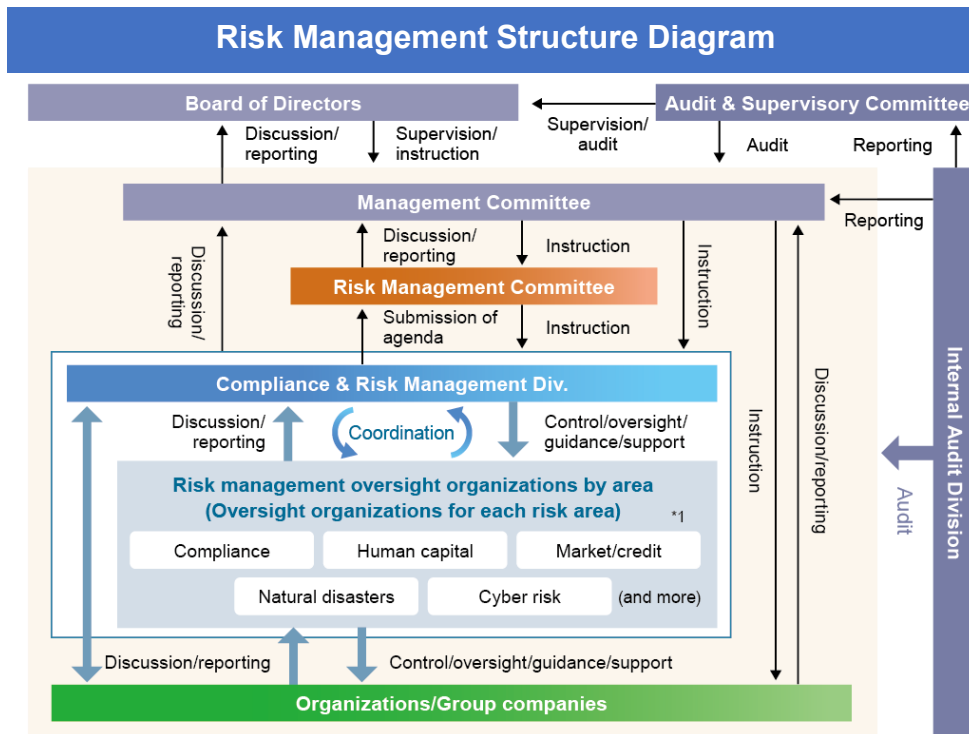 Risk Management Structure Diagram
Board of Directors
Audit & Supervisory Committee
Discussion/
reporting
Supervision/
instruction
Supervision/
audit
Audit
Reporting
Management Committee
Reporting
Discussion/
reporting
Discussion/
reporting
Instruction
Instruction
Risk Management Committee
Submission of
agenda
Instruction
Compliance & Risk Management Div.
Discussion/
reporting
Coordination
Control/oversight/
guidance/support
Risk management oversight organizations by area
(Oversight organizations for each risk area)
*1
Compliance
Human capital
Market/credit
Natural disasters
Cyber risk
(and more)
Instruction
Discussion/reporting
Audit
Internal Audit Division
Discussion/reporting
Control/oversight/guidance/support
Organizations/Group companies